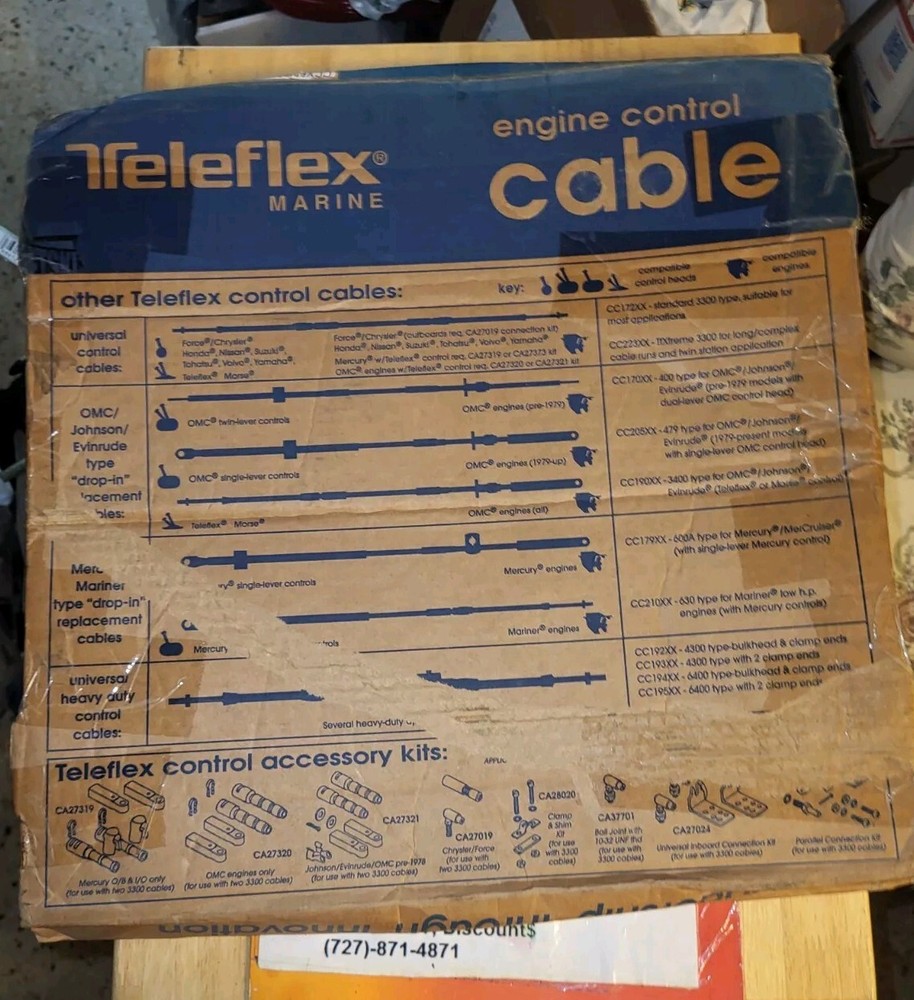 Teleflex®
MARINE
engine control
cable
other Teleflex control cables:
key:
compatible
control heads
compatible
engines
universal
control
cables:
Force®/Chrysler®
Honda®, Nissan®, Suzuki®,
Tohatsu®, Volvo®, Yamaha®,
Teleflex® Morse®
Force®/Chrysler® (outboards req. CA27019 connection kit)
Honda®, Nissan®, Suzuki®, Tohatsu®, Volvo®, Yamaha®
Mercury® w/Teleflex® control req. CA27319 or CA27373 kit
OMC® engines w/Teleflex® control req. CA27320 or CA27321 kit
CC172XX - standard 3300 type, suitable for
most applications
CC223XX - TFXtreme 3300 for long/complex
cable runs and twin station application
OMC/
Johnson/
Evinrude
type
"drop-in"
OMC® twin-lever controls
OMC® engines (pre-1979)
CC170XX - 400 type for OMC®/Johnson®/
Evinrude® (pre-1979 models with
dual-lever OMC control head)
OMC® single-lever controls
OMC® engines (1979-up)
CC205XX - 479 type for OMC®/Johnson®/
Evinrude® (1979-present models
with single-lever OMC control head)
Teleflex® Morse®
OMC® engines (all)
CC190XX - 3400 type for OMC®/Johnson®/
Evinrude® (Teleflex® or Morse® control)
Mariner
type "drop-in"
replacement
cables
single-lever controls
Mercury® engines
CC179XX - 600A type for Mercury®/MerCruiser®
(with single-lever Mercury control)
Mercury
Mariner® engines
CC210XX - 630 type for Mariner® low h.p.
engines (with Mercury controls)
universal
heavy duty
control
cables:
Several heavy-duty
CC192XX - 4300 type-bulkhead & clamp ends
CC193XX - 4300 type with 2 clamp ends
CC194XX - 6400 type-bulkhead & clamp ends
CC195XX - 6400 type with 2 clamp ends
Teleflex control accessory kits:
CA27319
Mercury O/B & I/O only
(for use with two 3300 cables)
CA27320
OMC engines only
(for use with two 3300 cables)
CA27321
Johnson/Evinrude/OMC pre-1978
(for use with two 3300 cables)
CA27019
Chrysler/Force
(for use with
two 3300 cables)
CA28020
Clamp
& Shim
Kit
(for use
with 3300
cables)
CA37701
Ball Joint with
10-32 UNF thd
(for use with
3300 cables)
CA27024
Universal Inboard Connection Kit
(for use with 3300 cables)
Parallel Connection Kit
(for use with 3300 cables)
through innovation
(727)-871-4871